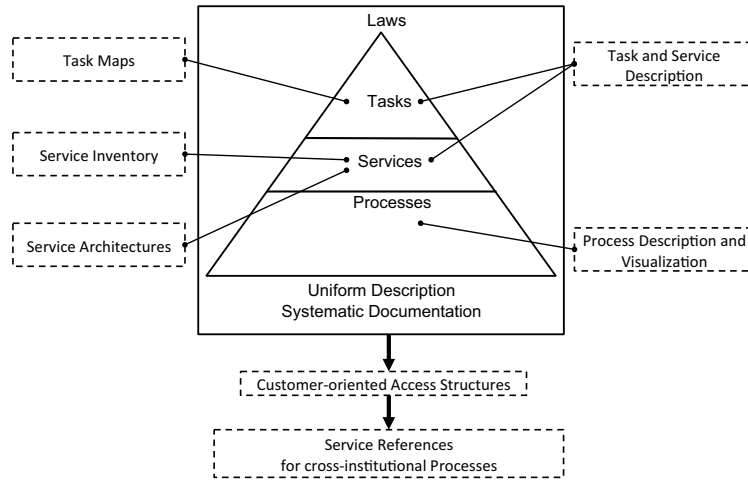 Laws
Task Maps
Tasks
Task and Service
Description
Service Inventory
Services
Processes
Service Architectures
Process Description and
Visualization
Uniform Description
Systematic Documentation
Customer-oriented Access Structures
Service References
for cross-institutional Processes